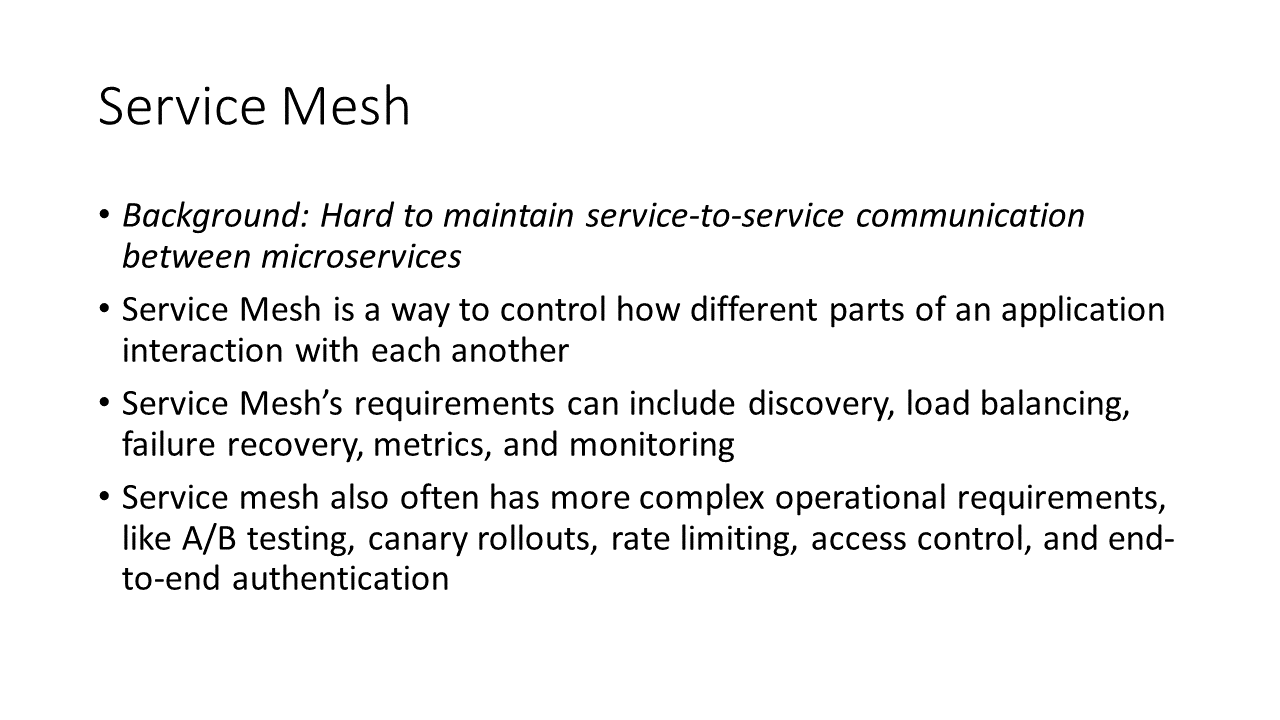 Service Mesh
• Background: Hard to maintain service-to-service communication
between microservices
• Service Mesh is a way to control how different parts of an application
interaction with each another
• Service Mesh’s requirements can include discovery, load balancing,
failure recovery, metrics, and monitoring
• Service mesh also often has more complex operational requirements,
like A/B testing, canary rollouts, rate limiting, access control, and end-
to-end authentication